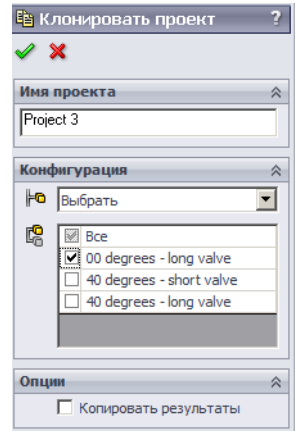 Клонировать проект ?
Имя проекта
Project 3
Конфигурация
Выбрать
Все
00 degrees - long valve
40 degrees - short valve
40 degrees - long valve
Опции
Копировать результаты